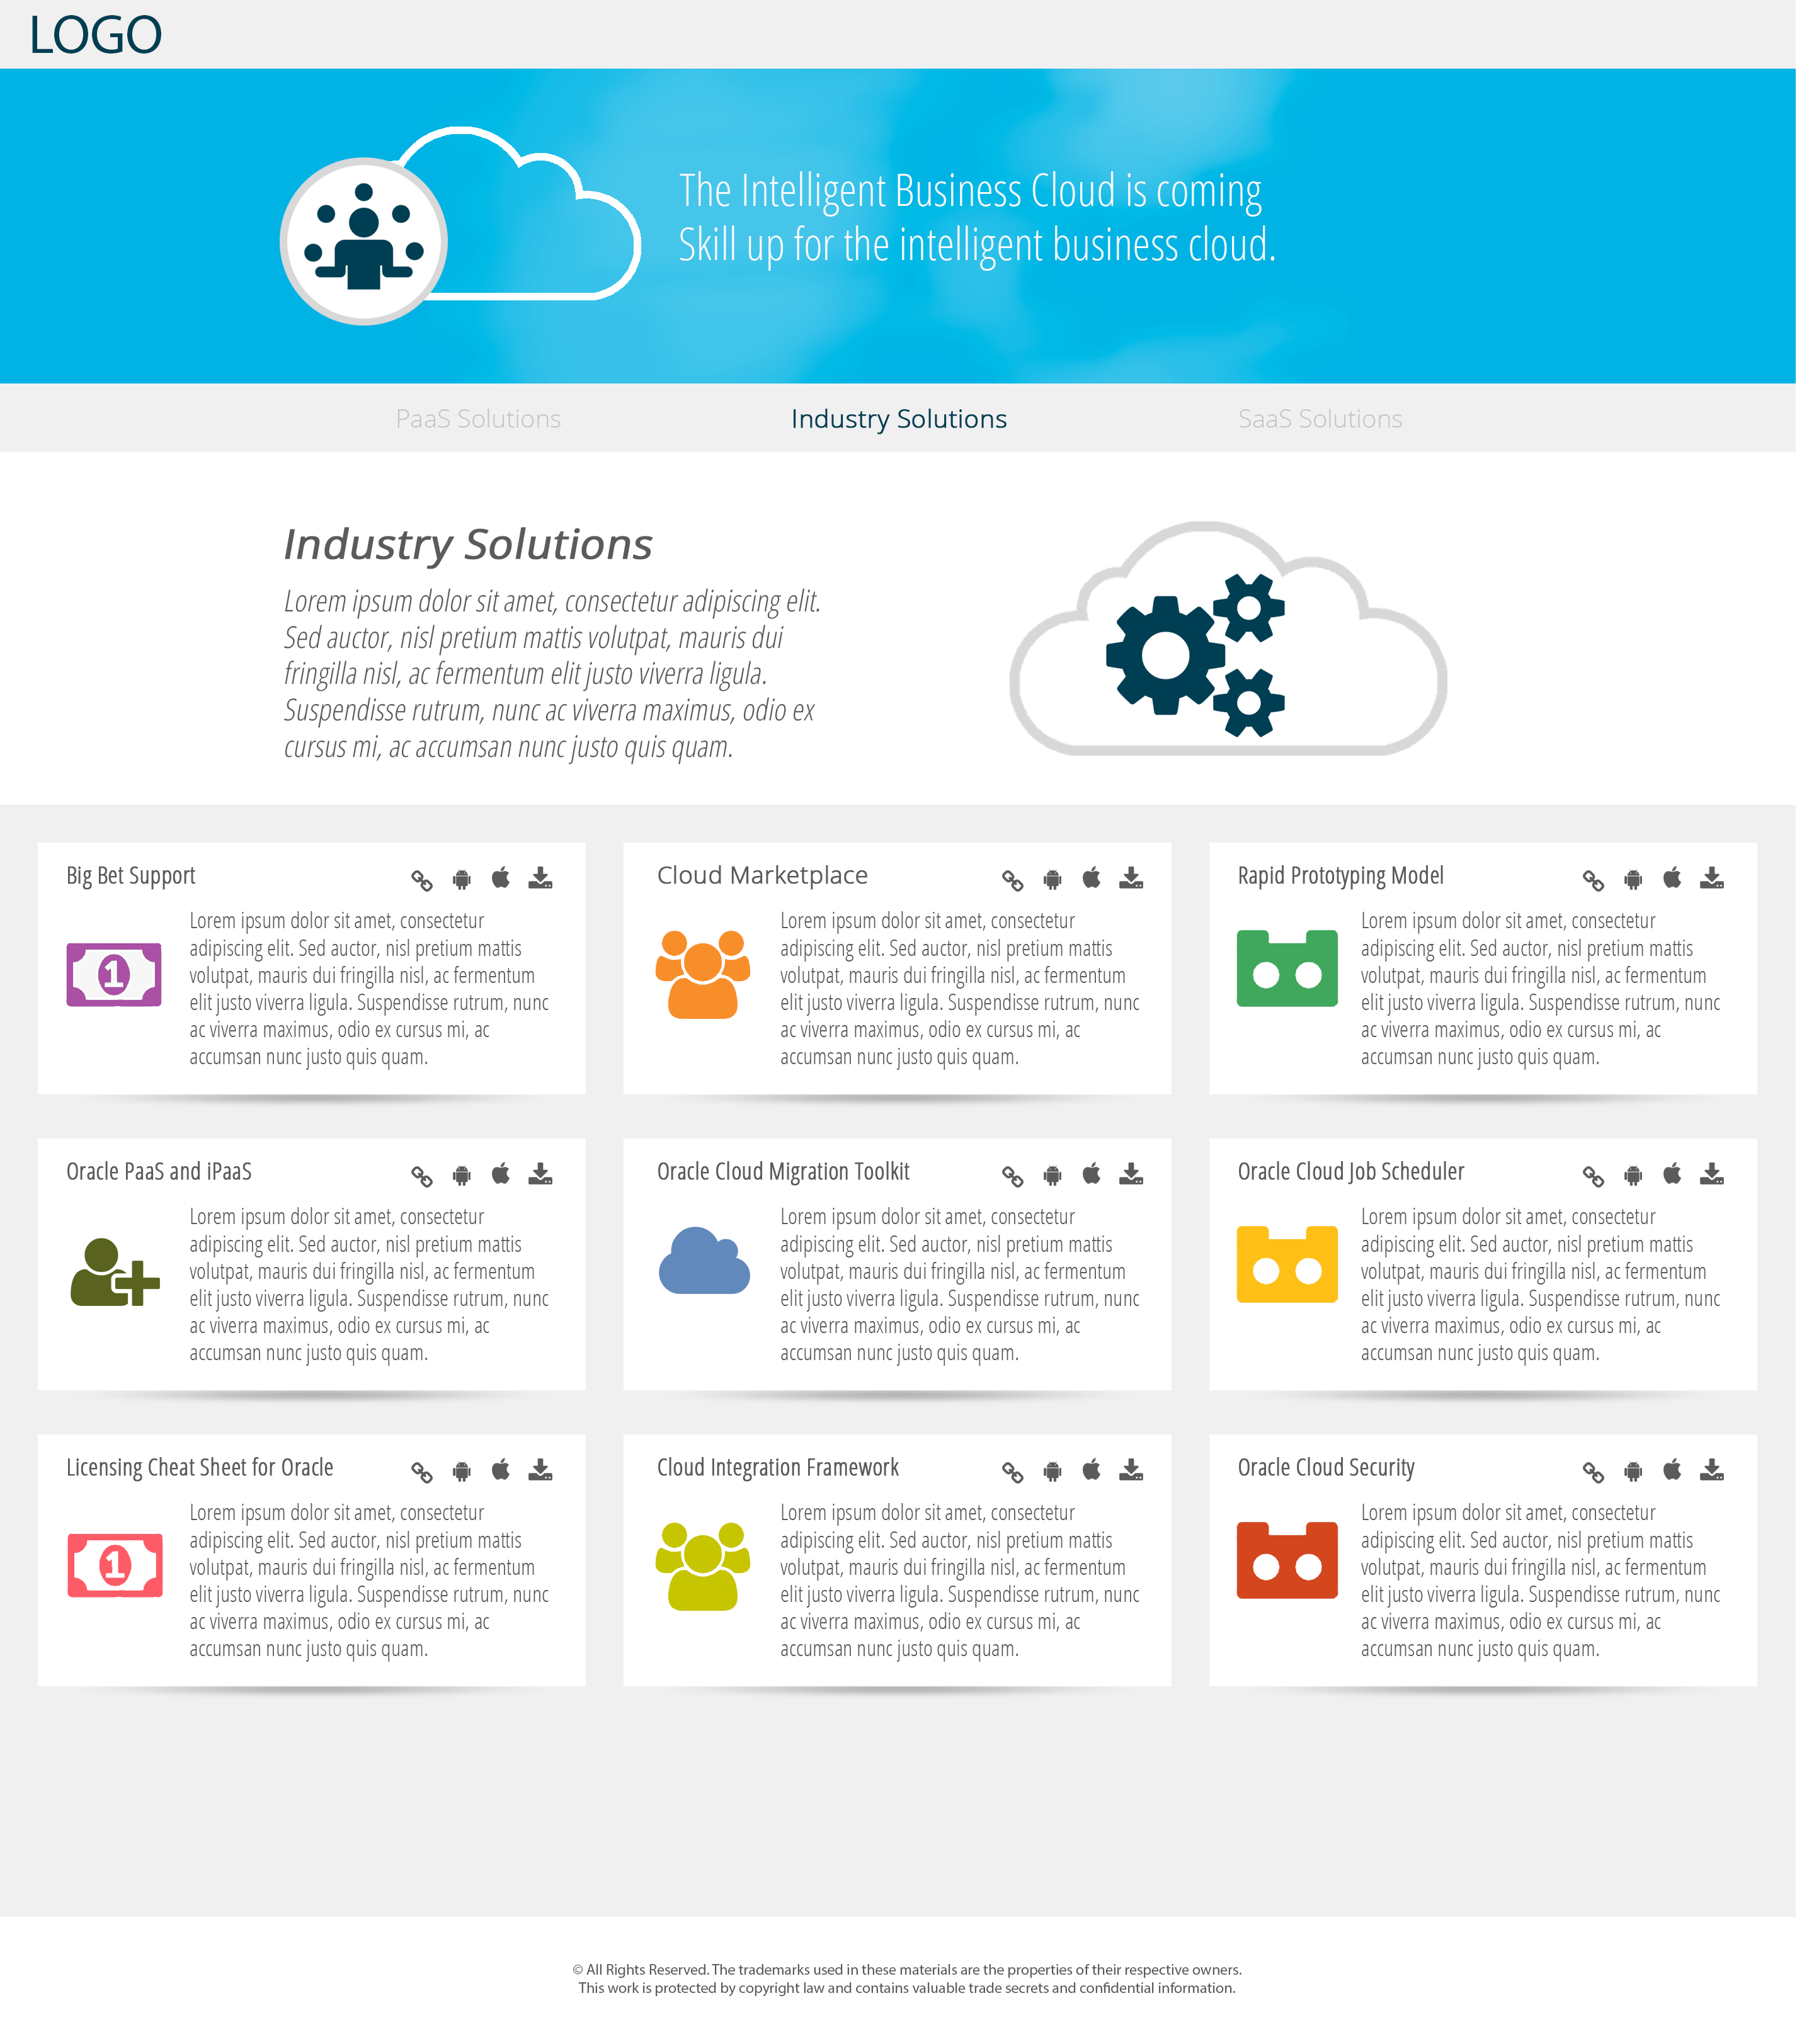 LOGO
The Intelligent Business Cloud is coming
Skill up for the intelligent business cloud.
PaaS Solutions
Industry Solutions
SaaS Solutions
Industry Solutions
Lorem ipsum dolor sit amet, consectetur adipiscing elit.
Sed auctor, nisl pretium mattis volutpat, mauris dui
fringilla nisl, ac fermentum elit justo viverra ligula.
Suspendisse rutrum, nunc ac viverra maximus, odio ex
cursus mi, ac accumsan nunc justo quis quam.
Big Bet Support
1
Lorem ipsum dolor sit amet, consectetur
adipiscing elit. Sed auctor, nisl pretium mattis
volutpat, mauris dui fringilla nisl, ac fermentum
elit justo viverra ligula. Suspendisse rutrum, nunc
ac viverra maximus, odio ex cursus mi, ac
accumsan nunc justo quis quam.
Cloud Marketplace
Lorem ipsum dolor sit amet, consectetur
adipiscing elit. Sed auctor, nisl pretium mattis
volutpat, mauris dui fringilla nisl, ac fermentum
elit justo viverra ligula. Suspendisse rutrum, nunc
ac viverra maximus, odio ex cursus mi, ac
accumsan nunc justo quis quam.
Rapid Prototyping Model
Lorem ipsum dolor sit amet, consectetur
adipiscing elit. Sed auctor, nisl pretium mattis
volutpat, mauris dui fringilla nisl, ac fermentum
elit justo viverra ligula. Suspendisse rutrum, nunc
ac viverra maximus, odio ex cursus mi, ac
accumsan nunc justo quis quam.
Oracle PaaS and iPaaS
Lorem ipsum dolor sit amet, consectetur
adipiscing elit. Sed auctor, nisl pretium mattis
volutpat, mauris dui fringilla nisl, ac fermentum
elit justo viverra ligula. Suspendisse rutrum, nunc
ac viverra maximus, odio ex cursus mi, ac
accumsan nunc justo quis quam.
Oracle Cloud Migration Toolkit
Lorem ipsum dolor sit amet, consectetur
adipiscing elit. Sed auctor, nisl pretium mattis
volutpat, mauris dui fringilla nisl, ac fermentum
elit justo viverra ligula. Suspendisse rutrum, nunc
ac viverra maximus, odio ex cursus mi, ac
accumsan nunc justo quis quam.
Oracle Cloud Job Scheduler
Lorem ipsum dolor sit amet, consectetur
adipiscing elit. Sed auctor, nisl pretium mattis
volutpat, mauris dui fringilla nisl, ac fermentum
elit justo viverra ligula. Suspendisse rutrum, nunc
ac viverra maximus, odio ex cursus mi, ac
accumsan nunc justo quis quam.
Licensing Cheat Sheet for Oracle
1
Lorem ipsum dolor sit amet, consectetur
adipiscing elit. Sed auctor, nisl pretium mattis
volutpat, mauris dui fringilla nisl, ac fermentum
elit justo viverra ligula. Suspendisse rutrum, nunc
ac viverra maximus, odio ex cursus mi, ac
accumsan nunc justo quis quam.
Cloud Integration Framework
Lorem ipsum dolor sit amet, consectetur
adipiscing elit. Sed auctor, nisl pretium mattis
volutpat, mauris dui fringilla nisl, ac fermentum
elit justo viverra ligula. Suspendisse rutrum, nunc
ac viverra maximus, odio ex cursus mi, ac
accumsan nunc justo quis quam.
Oracle Cloud Security
Lorem ipsum dolor sit amet, consectetur
adipiscing elit. Sed auctor, nisl pretium mattis
volutpat, mauris dui fringilla nisl, ac fermentum
elit justo viverra ligula. Suspendisse rutrum, nunc
ac viverra maximus, odio ex cursus mi, ac
accumsan nunc justo quis quam.
© All Rights Reserved. The trademarks used in these materials are the properties of their respective owners.
This work is protected by copyright law and contains valuable trade secrets and confidential information.